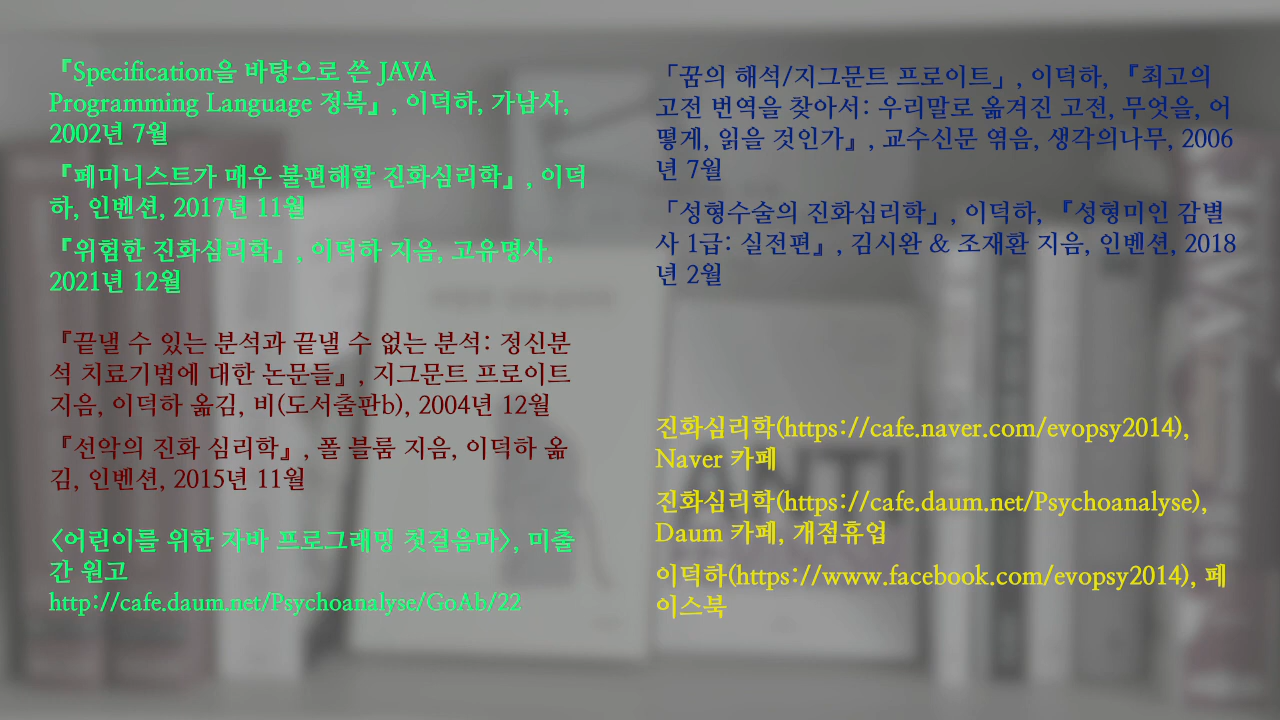 『Specification을 바탕으로 쓴 JAVA
Programming Language 정복』, 이덕하, 가남사,
2002년 7월
『페미니스트가 매우 불편해할 진화심리학』, 이덕
하, 인벤션, 2017년 11월
『위험한 진화심리학』, 이덕하 지음, 고유명사,
2021년 12월
『끝낼 수 있는 분석과 끝낼 수 없는 분석: 정신분
석 치료기법에 대한 논문들』, 지그문트 프로이트
지음, 이덕하 옮김, 비(도서출판b), 2004년 12월
『선악의 진화 심리학』, 폴 블룸 지음, 이덕하 옮
김, 인벤션, 2015년 11월
<어린이를 위한 자바 프로그래밍 첫걸음마>, 미출
간 원고
http://cafe.daum.net/Psychoanalyse/GoAb/22
「꿈의 해석/지그문트 프로이트」, 이덕하, 『최고의
고전 번역을 찾아서: 우리말로 옮겨진 고전, 무엇을, 어
떻게, 읽을 것인가』, 교수신문 엮음, 생각의나무, 2006
년 7월
「성형수술의 진화심리학」, 이덕하, 『성형미인 감별
사 1급: 실전편』, 김시완 & 조재환 지음, 인벤션, 2018
년 2월
진화심리학(https://cafe.naver.com/evopsy2014),
Naver 카페
진화심리학(https://cafe.daum.net/Psychoanalyse),
Daum 카페, 개점휴업
이덕하(https://www.facebook.com/evopsy2014), 페
이스북